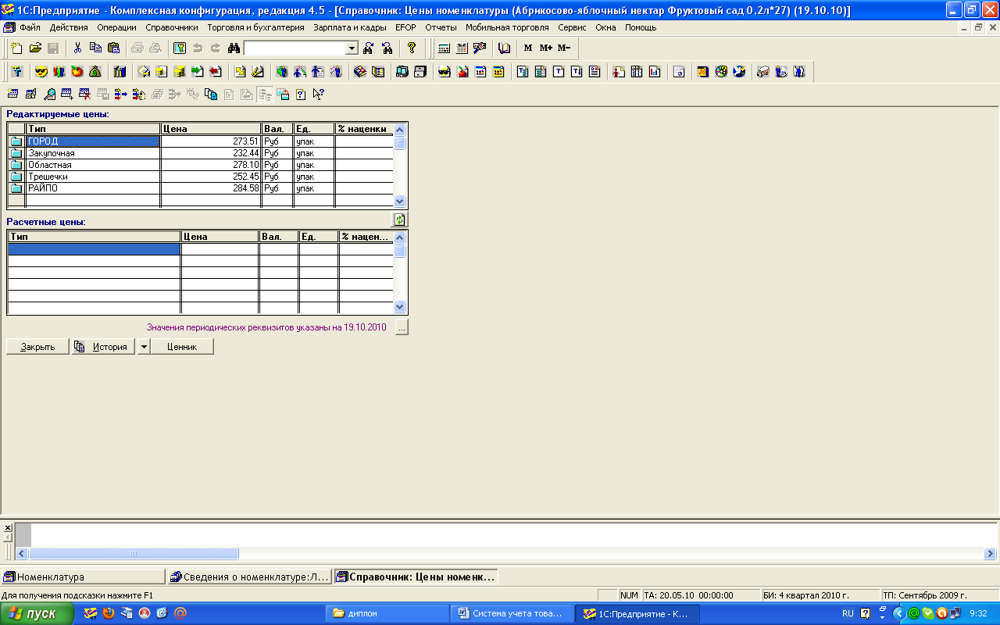 1С:Предприятие - Комплексная конфигурация, редакция 4.5 - [Справочник: Цены номенклатуры (Абрикосово-яблочный нектар Фруктовый сад 0,2л*27) (19.10.10)]
Файл Действия Операции Справочники Торговля и бухгалтерия Зарплата и кадры EFOP Отчеты Мобильная торговля Сервис Окна Помощь
M M+ M−
Редактируемые цены:
Тип Цена Вал. Ед. % наценки
ГОРОД 273.51 Руб упак
Закупочная 232.44 Руб упак
Областная 278.10 Руб упак
Трешечки 252.45 Руб упак
РАЙПО 284.58 Руб упак
Расчетные цены:
Тип Цена Вал. Ед. % нацен...
Значения периодических реквизитов указаны на 19.10.2010 ...
Закрыть История Ценник
Номенклатура Сведения о номенклатуре:Л... Справочник: Цены номенк...
Для получения подсказки нажмите F1 NUM ТА: 20.05.10 00:00:00 БИ: 4 квартал 2010 г. ТП: Сентябрь 2009 г.
пуск диплом Система учета това... 1С:Предприятие - К... RU 9:32